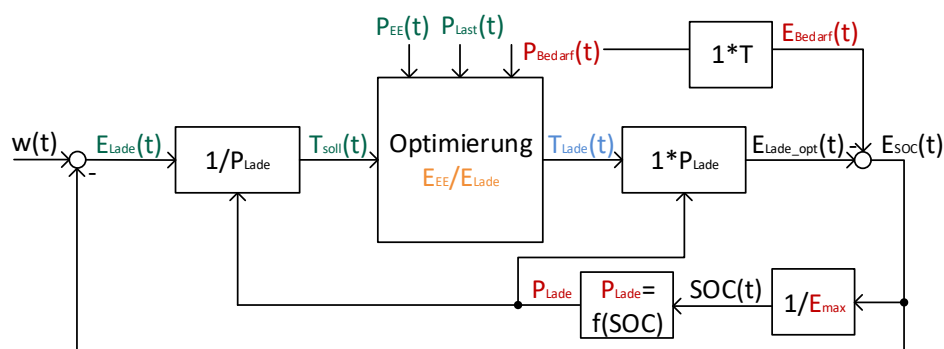 P_EE(t) P_Last(t)
P_Bedarf(t)
1*T
E_Bedarf(t)
w(t)
-
E_Lade(t)
1/P_Lade
T_soll(t)
Optimierung
E_EE/E_Lade
T_Lade(t)
1*P_Lade
E_Lade_opt(t)
-
E_SOC(t)
P_Lade
P_Lade=
f(SOC)
SOC(t)
1/E_max